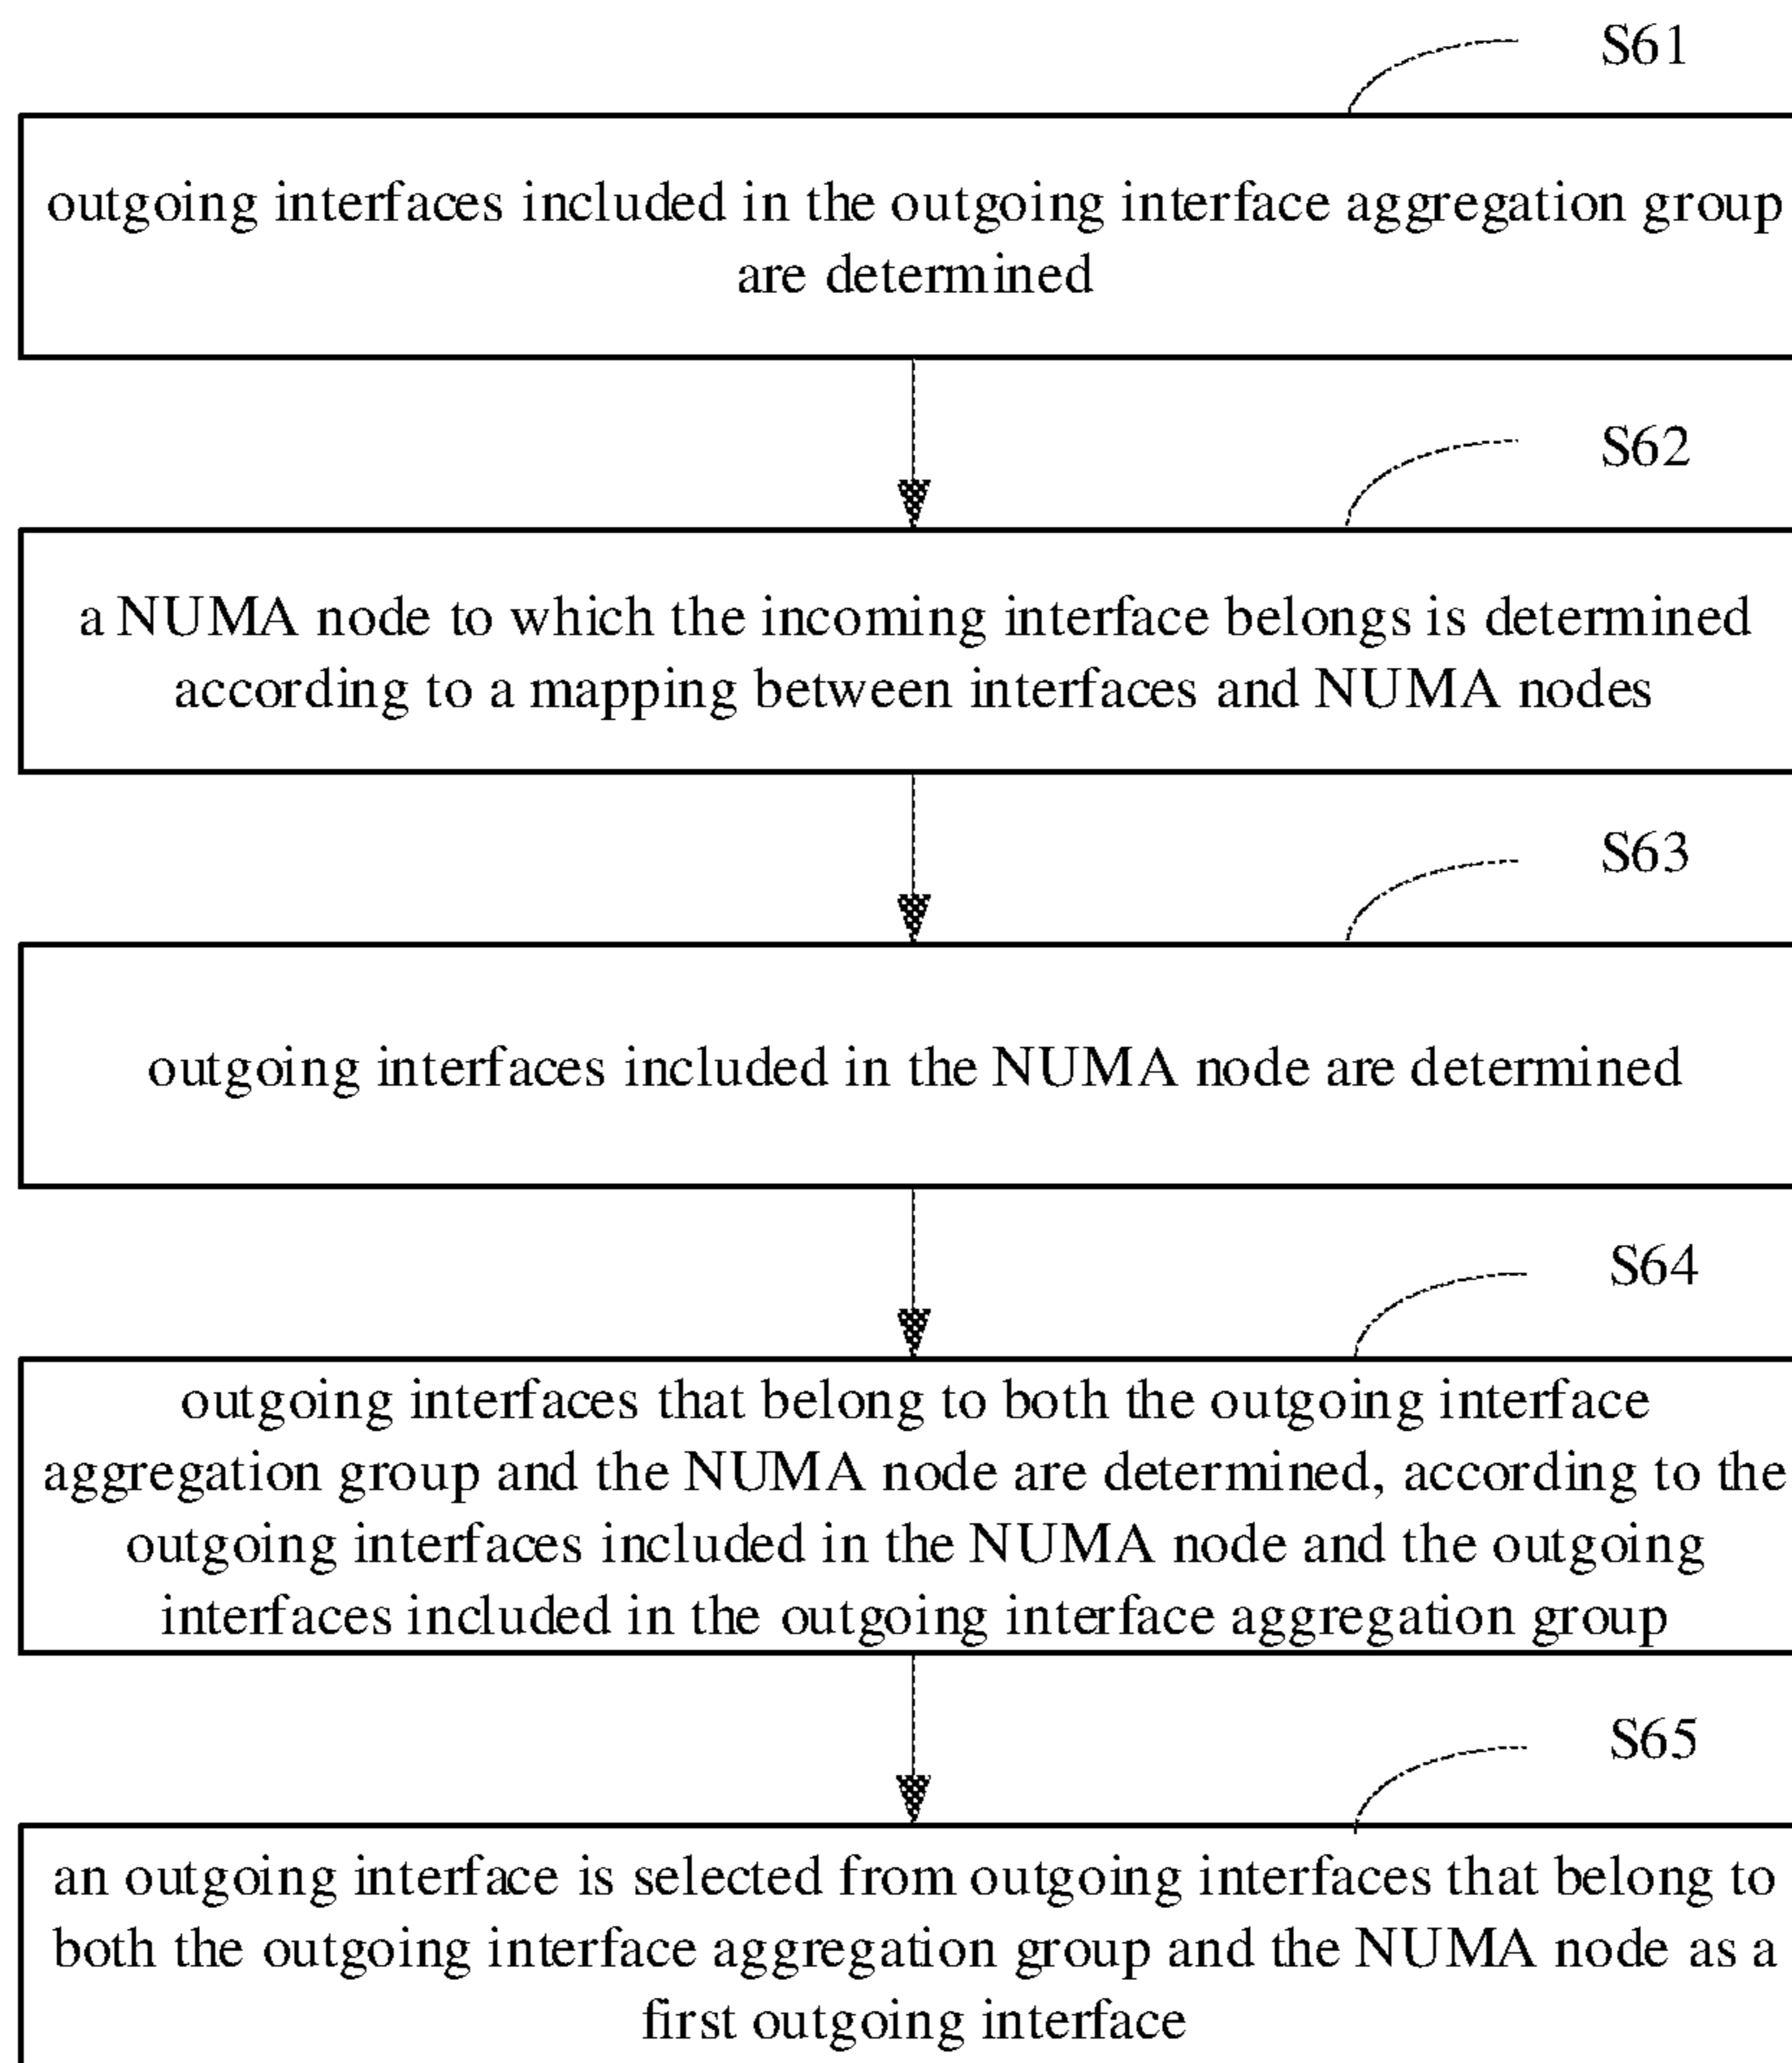 S61
outgoing interfaces included in the outgoing interface aggregation group
are determined
S62
a NUMA node to which the incoming interface belongs is determined
according to a mapping between interfaces and NUMA nodes
S63
outgoing interfaces included in the NUMA node are determined
S64
outgoing interfaces that belong to both the outgoing interface
aggregation group and the NUMA node are determined, according to the
outgoing interfaces included in the NUMA node and the outgoing
interfaces included in the outgoing interface aggregation group
S65
an outgoing interface is selected from outgoing interfaces that belong to
both the outgoing interface aggregation group and the NUMA node as a
first outgoing interface